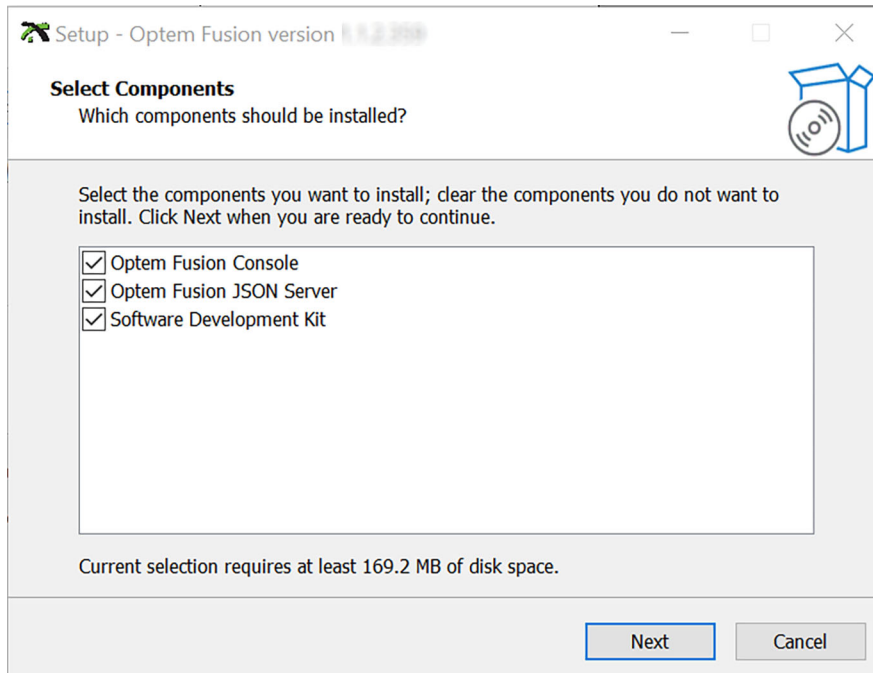 Setup - Optem Fusion version
Select Components
Which components should be installed?
Select the components you want to install; clear the components you do not want to
install. Click Next when you are ready to continue.
Optem Fusion Console
Optem Fusion JSON Server
Software Development Kit
Current selection requires at least 169.2 MB of disk space.
Next
Cancel